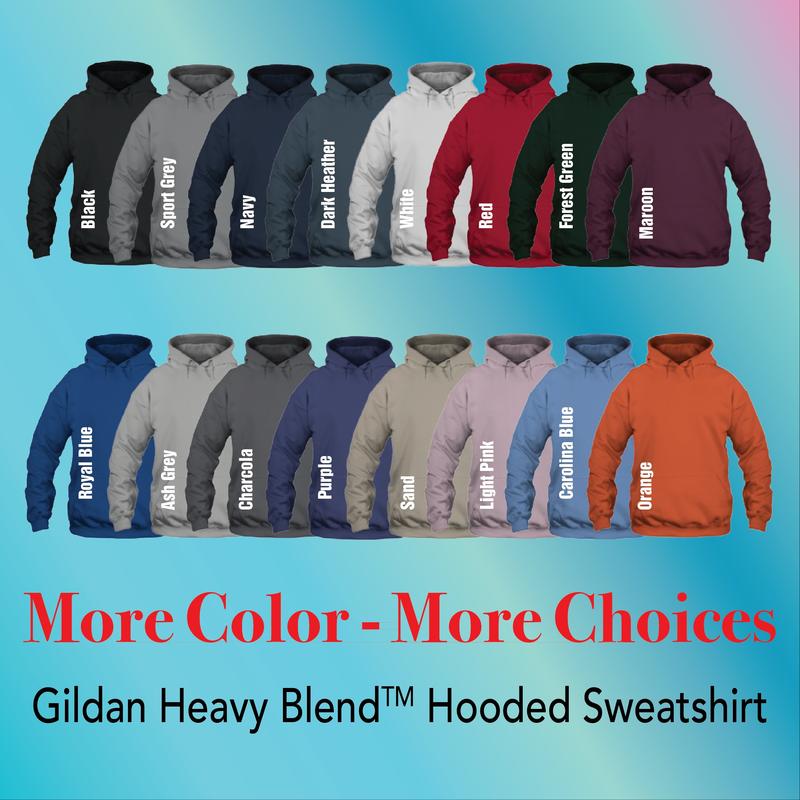 Black
Sport Grey
Navy
Dark Heather
White
Red
Forest Green
Maroon
Royal Blue
Ash Grey
Charcola
Purple
Sand
Light Pink
Carolina Blue
Orange
More Color - More Choices
Gildan Heavy Blend™ Hooded Sweatshirt